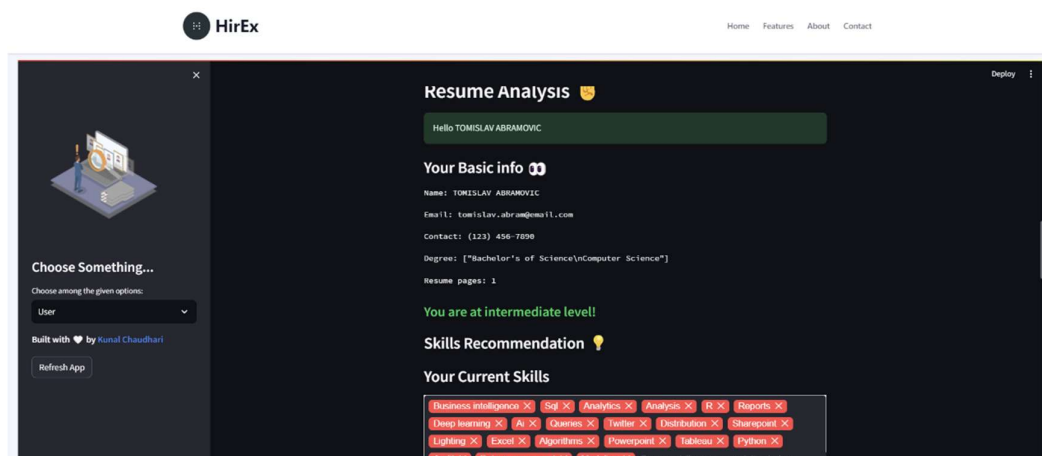 HirEx
Home Features About Contact
Deploy
Resume Analysis
Hello TOMISLAV ABRAMOVIC
Your Basic info
Name: TOMISLAV ABRAMOVIC
Email: tomislav.abram@email.com
Contact: (123) 456-7890
Degree: ["Bachelor's of Science\nComputer Science"]
Resume pages: 1
You are at intermediate level!
Skills Recommendation
Your Current Skills
Business intelligence Sql Analytics Analysis R Reports
Deep learning Ai Queries Twitter Distribution Sharepoint
Lighting Excel Algorithms Powerpoint Tableau Python
Choose Something...
Choose among the given options:
User
Built with by Kunal Chaudhari
Refresh App